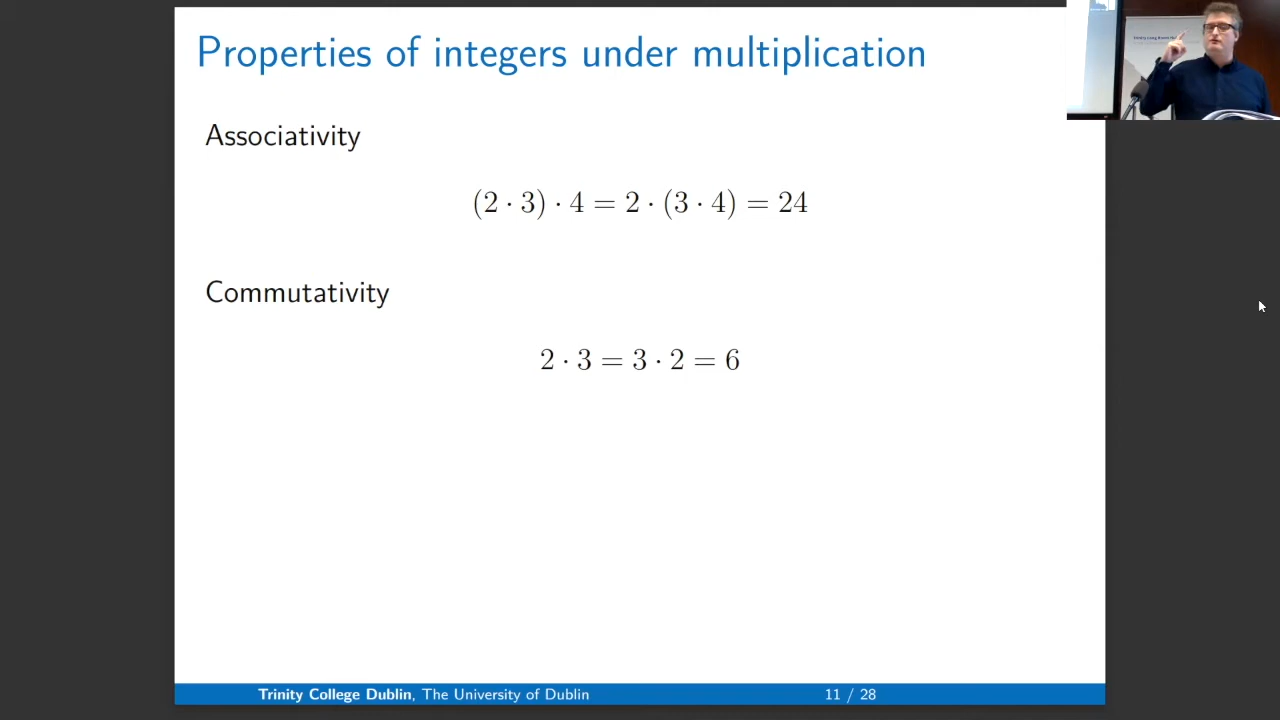 Properties of integers under multiplication
Associativity
(2 · 3) · 4 = 2 · (3 · 4) = 24
Commutativity
2 · 3 = 3 · 2 = 6
Trinity College Dublin, The University of Dublin
11 / 28